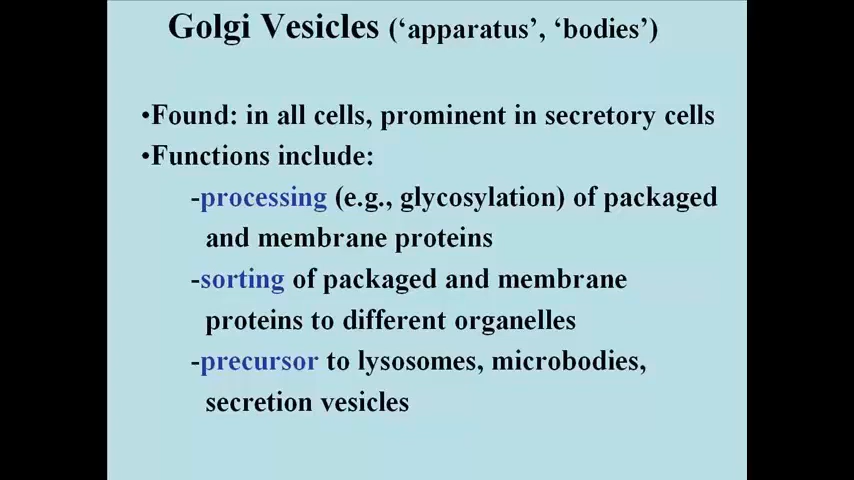 Golgi Vesicles (‘apparatus’, ‘bodies’)
•Found: in all cells, prominent in secretory cells
•Functions include:
-processing (e.g., glycosylation) of packaged
and membrane proteins
-sorting of packaged and membrane
proteins to different organelles
-precursor to lysosomes, microbodies,
secretion vesicles